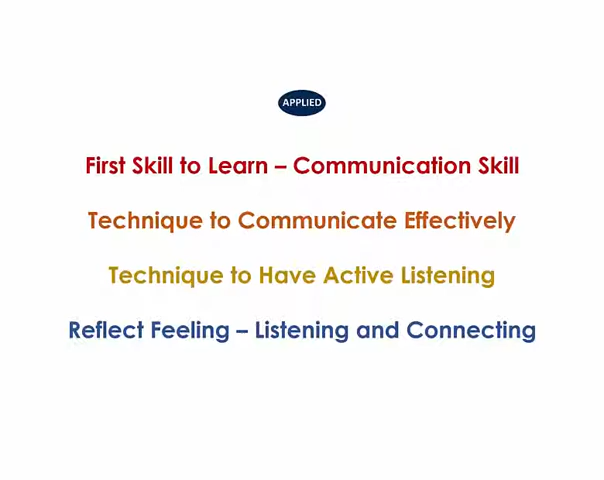 APPLIED
First Skill to Learn – Communication Skill
Technique to Communicate Effectively
Technique to Have Active Listening
Reflect Feeling – Listening and Connecting